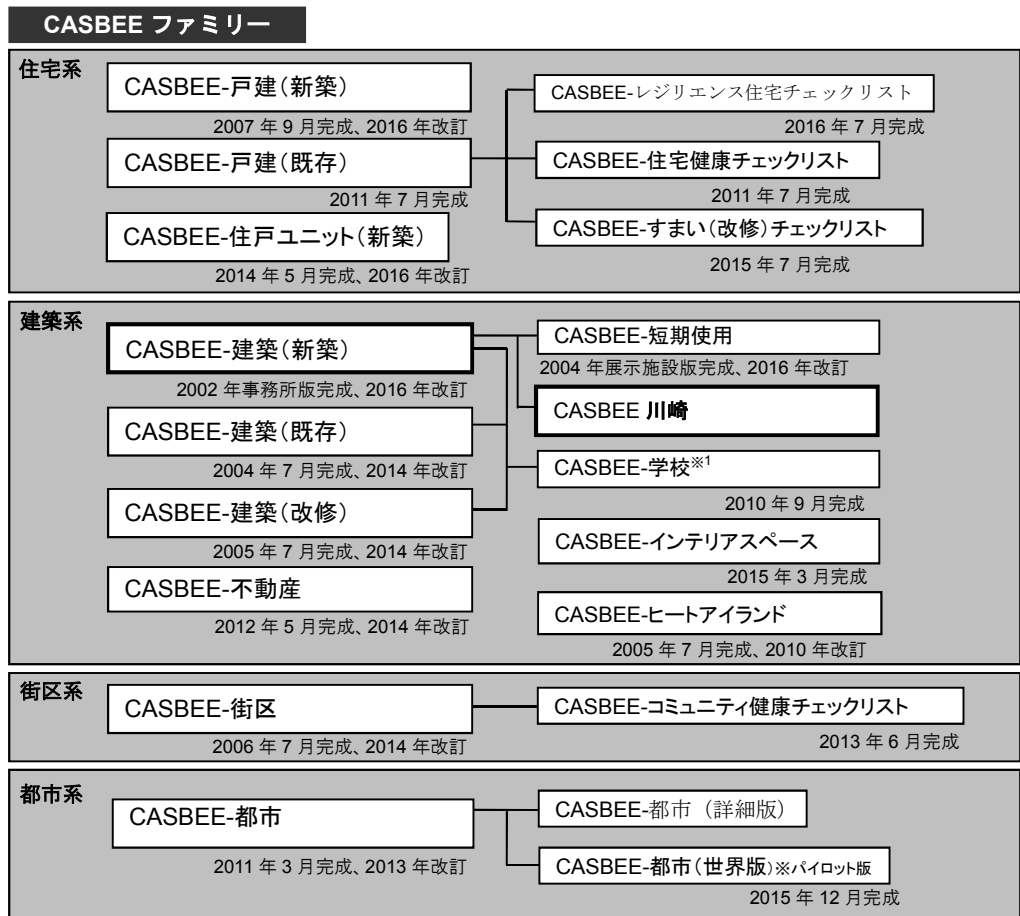 CASBEE ファミリー
住宅系
CASBEE-戸建(新築)
2007 年 9 月完成、2016 年改訂
CASBEE-戸建(既存)
2011 年 7 月完成
CASBEE-住戸ユニット(新築)
2014 年 5 月完成、2016 年改訂
CASBEE-レジリエンス住宅チェックリスト
2016 年 7 月完成
CASBEE-住宅健康チェックリスト
2011 年 7 月完成
CASBEE-すまい(改修)チェックリスト
2015 年 7 月完成
建築系
CASBEE-建築(新築)
2002 年事務所版完成、2016 年改訂
CASBEE-建築(既存)
2004 年 7 月完成、2014 年改訂
CASBEE-建築(改修)
2005 年 7 月完成、2014 年改訂
CASBEE-不動産
2012 年 5 月完成、2014 年改訂
CASBEE-短期使用
2004 年展示施設版完成、2016 年改訂
CASBEE 川崎
CASBEE-学校※1
2010 年 9 月完成
CASBEE-インテリアスペース
2015 年 3 月完成
CASBEE-ヒートアイランド
2005 年 7 月完成、2010 年改訂
街区系
CASBEE-街区
2006 年 7 月完成、2014 年改訂
CASBEE-コミュニティ健康チェックリスト
2013 年 6 月完成
都市系
CASBEE-都市
2011 年 3 月完成、2013 年改訂
CASBEE-都市(詳細版)
CASBEE-都市(世界版)※パイロット版
2015 年 12 月完成